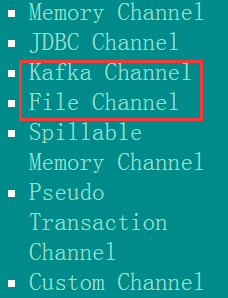 Memory Channel
JDBC Channel
Kafka Channel
File Channel
Spillable
Memory Channel
Pseudo
Transaction
Channel
Custom Channel